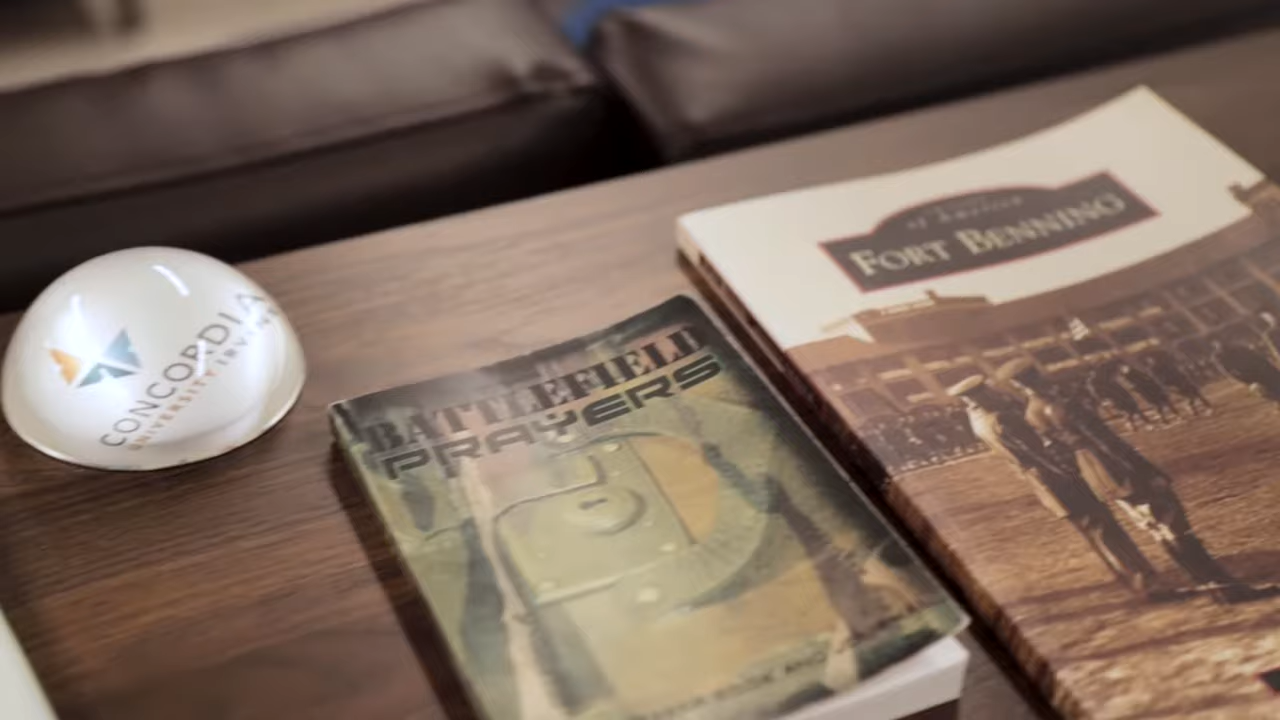 CONCORDIA
UNIVERSITY IRVINE
BATTLEFIELD
PRAYERS
of America
FORT BENNING